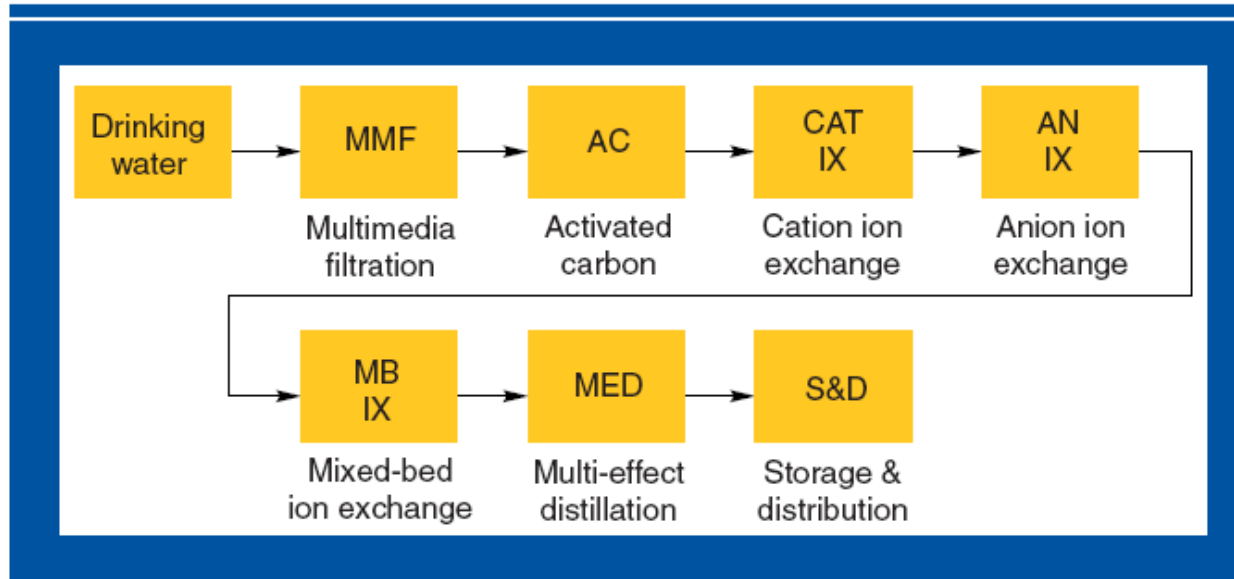 Drinking
water
MMF
Multimedia
filtration
AC
Activated
carbon
CAT
IX
Cation ion
exchange
AN
IX
Anion ion
exchange
MB
IX
Mixed-bed
ion exchange
MED
Multi-effect
distillation
S&D
Storage &
distribution